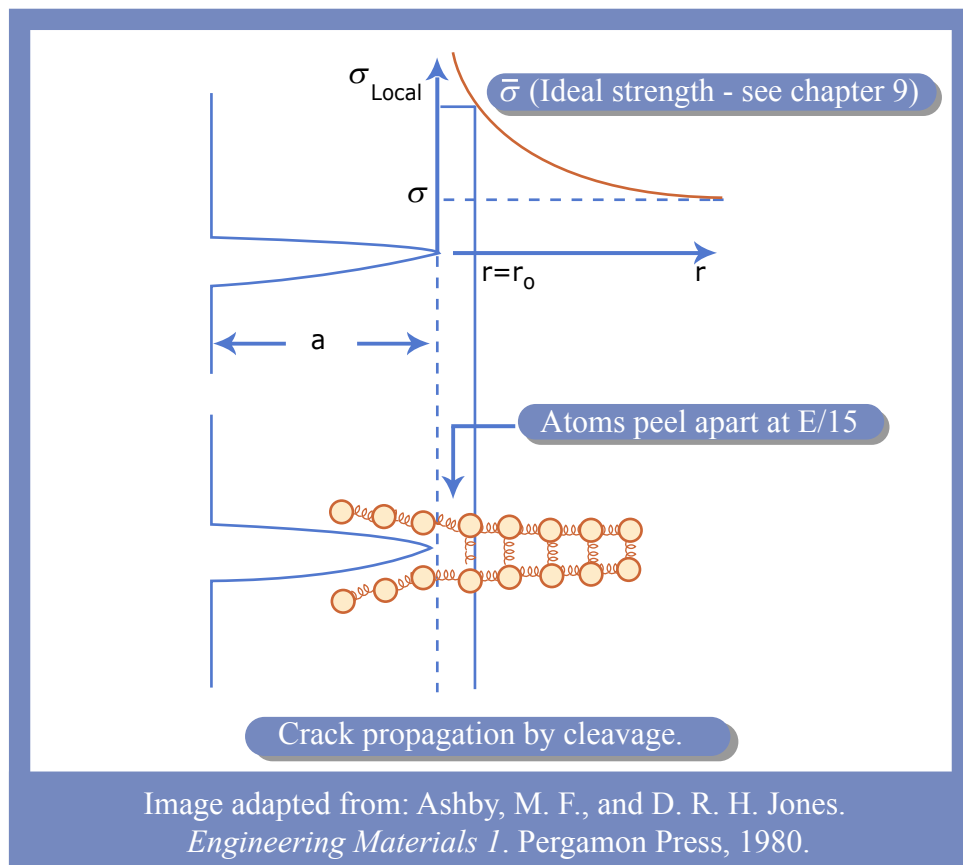 σ Local
σ̄ (Ideal strength - see chapter 9)
σ
r=ro
r
a
Atoms peel apart at E/15
Crack propagation by cleavage.
Image adapted from: Ashby, M. F., and D. R. H. Jones.
Engineering Materials 1. Pergamon Press, 1980.